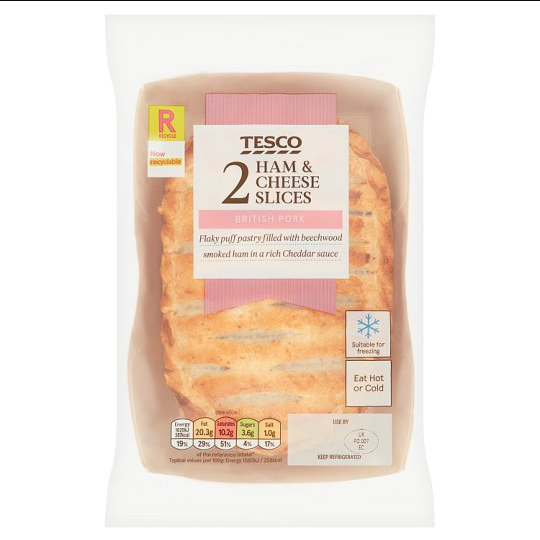 R
RECYCLE
Now
recyclable
TESCO
2 HAM &
CHEESE
SLICES
BRITISH PORK
Flaky puff pastry filled with beechwood
smoked ham in a rich Cheddar sauce
Suitable for
freezing
Eat Hot
or Cold
One slice
Energy Fat Saturates Sugars Salt
20.3g 10.2g 3.6g 1.0g
19% 29% 51% 4% 17%
of the reference intake*
USE BY
UK
EC
KEEP REFRIGERATED